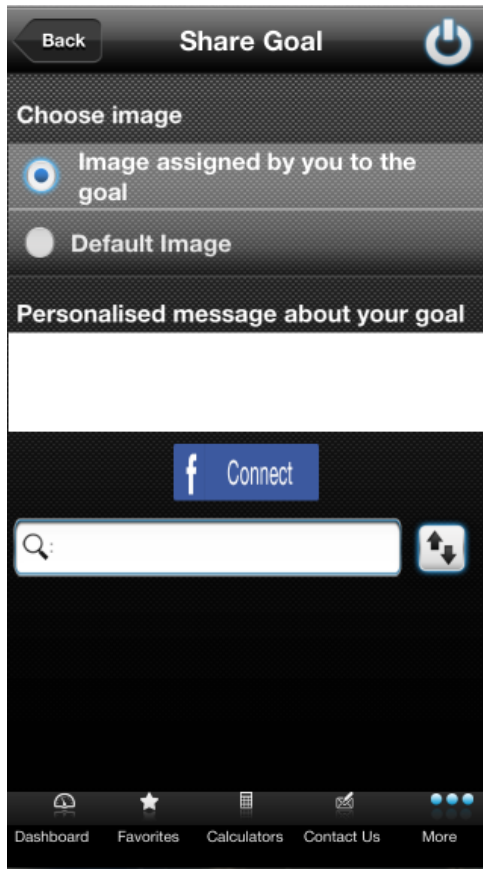 Back
Share Goal
Choose image
Image assigned by you to the
goal
Default Image
Personalised message about your goal
f Connect
:
Dashboard Favorites Calculators Contact Us More